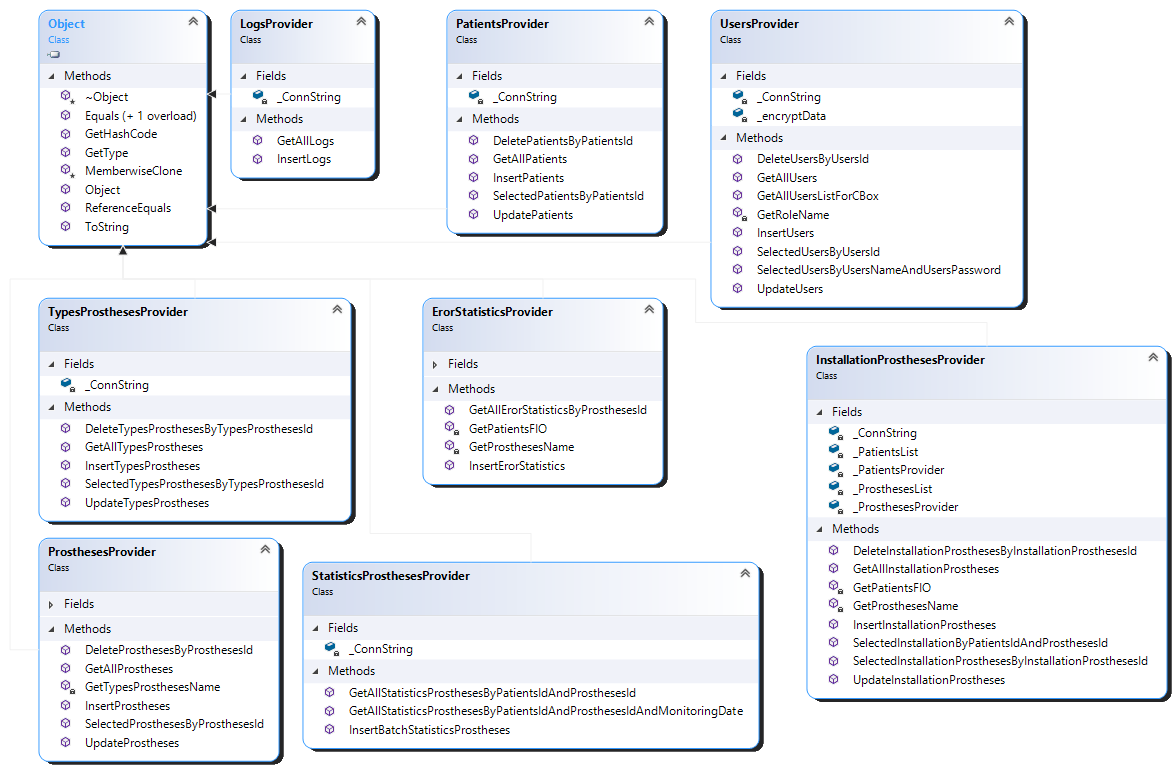 Object
Class
Methods
~Object
Equals (+ 1 overload)
GetHashCode
GetType
MemberwiseClone
Object
ReferenceEquals
ToString
LogsProvider
Class
Fields
_ConnString
Methods
GetAllLogs
InsertLogs
PatientsProvider
Class
Fields
_ConnString
Methods
DeletePatientsByPatientsId
GetAllPatients
InsertPatients
SelectedPatientsByPatientsId
UpdatePatients
UsersProvider
Class
Fields
_ConnString
_encryptData
Methods
DeleteUsersByUsersId
GetAllUsers
GetAllUsersListForCBox
GetRoleName
InsertUsers
SelectedUsersByUsersId
SelectedUsersByUsersNameAndUsersPassword
UpdateUsers
TypesProsthesesProvider
Class
Fields
_ConnString
Methods
DeleteTypesProsthesesByTypesProsthesesId
GetAllTypesProstheses
InsertTypesProstheses
SelectedTypesProsthesesByTypesProsthesesId
UpdateTypesProstheses
ErorStatisticsProvider
Class
Fields
Methods
GetAllErorStatisticsByProsthesesId
GetPatientsFIO
GetProsthesesName
InsertErorStatistics
InstallationProsthesesProvider
Class
Fields
_ConnString
_PatientsList
_PatientsProvider
_ProsthesesList
_ProsthesesProvider
Methods
DeleteInstallationProsthesesByInstallationProsthesesId
GetAllInstallationProstheses
GetPatientsFIO
GetProsthesesName
InsertInstallationProstheses
SelectedInstallationByPatientsIdAndProsthesesId
SelectedInstallationProsthesesByInstallationProsthesesId
UpdateInstallationProstheses
ProsthesesProvider
Class
Fields
Methods
DeleteProsthesesByProsthesesId
GetAllProstheses
GetTypesProsthesesName
InsertProstheses
SelectedProsthesesByProsthesesId
UpdateProstheses
StatisticsProsthesesProvider
Class
Fields
_ConnString
Methods
GetAllStatisticsProsthesesByPatientsIdAndProsthesesId
GetAllStatisticsProsthesesByPatientsIdAndProsthesesIdAndMonitoringDate
InsertBatchStatisticsProstheses